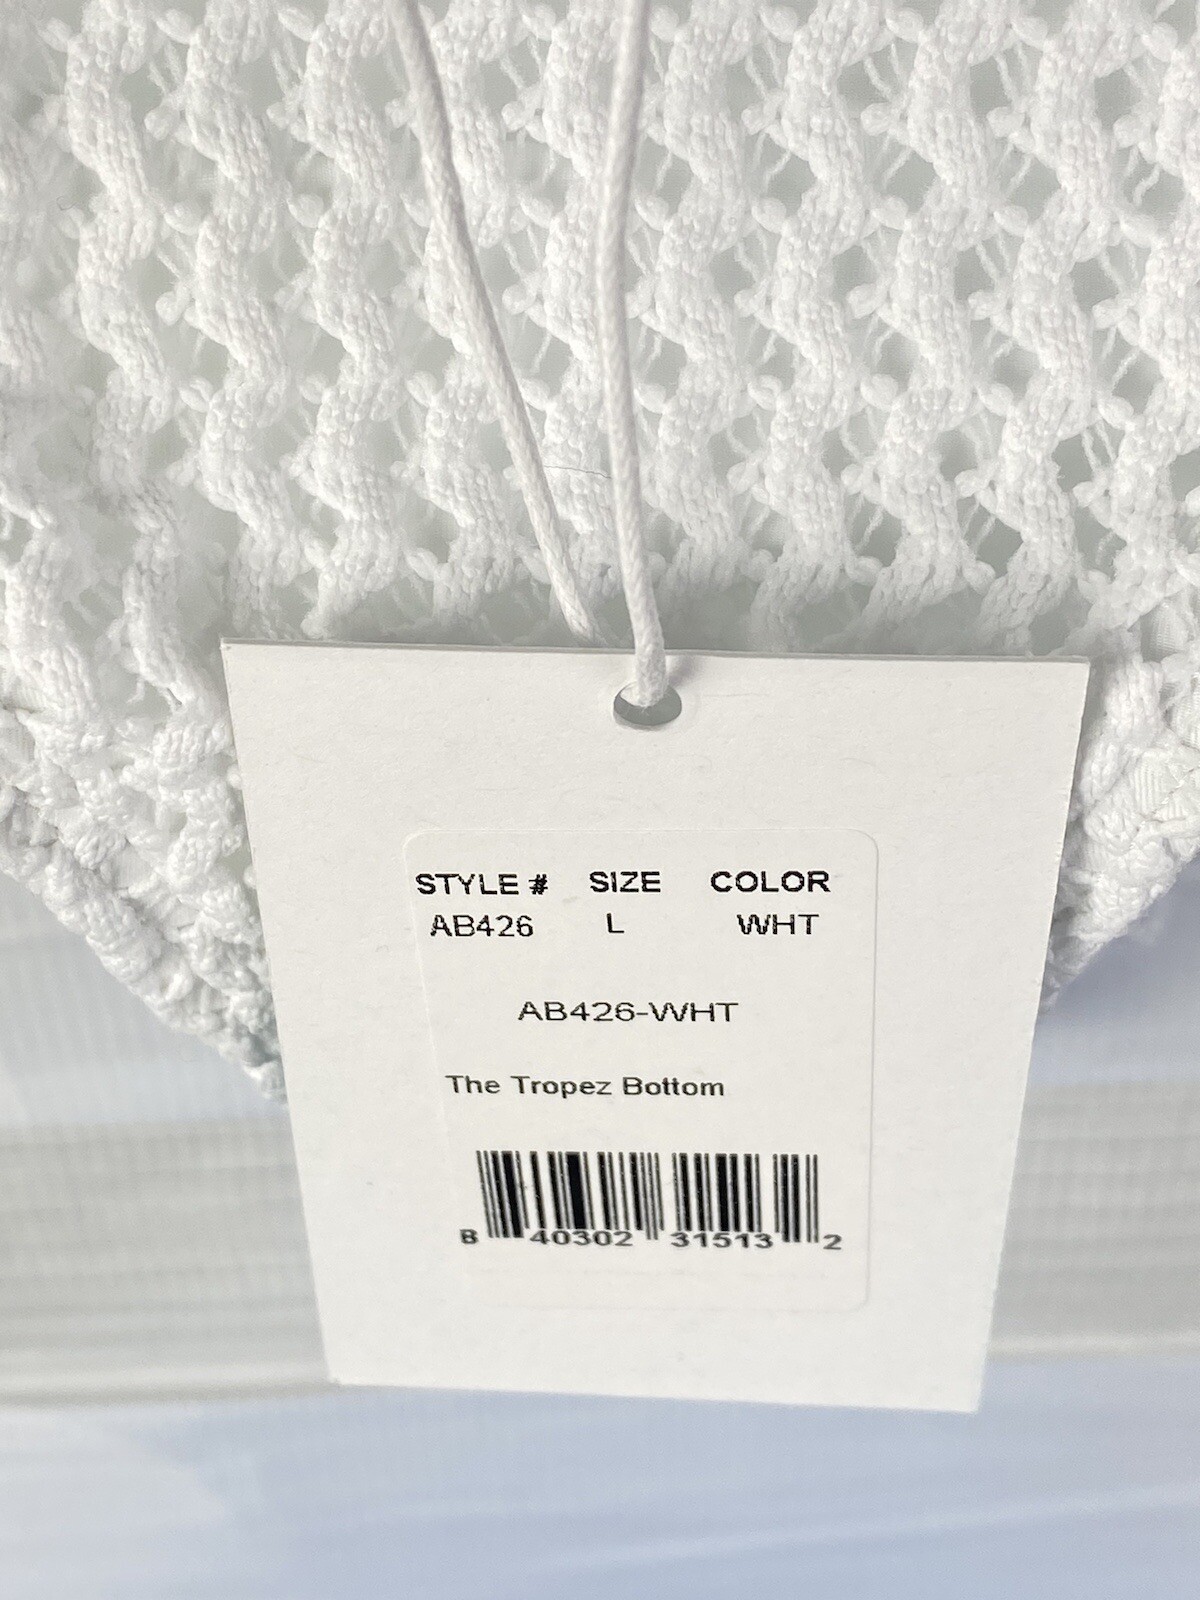 STYLE # SIZE COLOR
AB426 L WHT
AB426-WHT
The Tropez Bottom
8 40302 31513 2